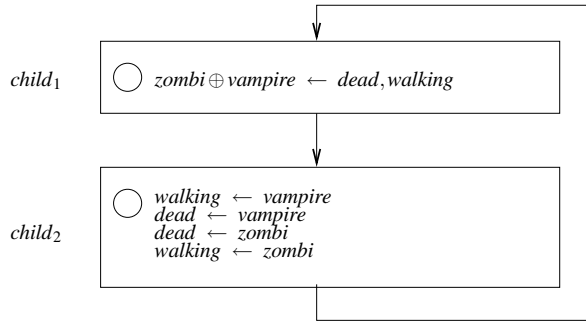 child₁
zombi ⊕ vampire ← dead, walking
child₂
walking ← vampire
dead ← vampire
dead ← zombi
walking ← zombi